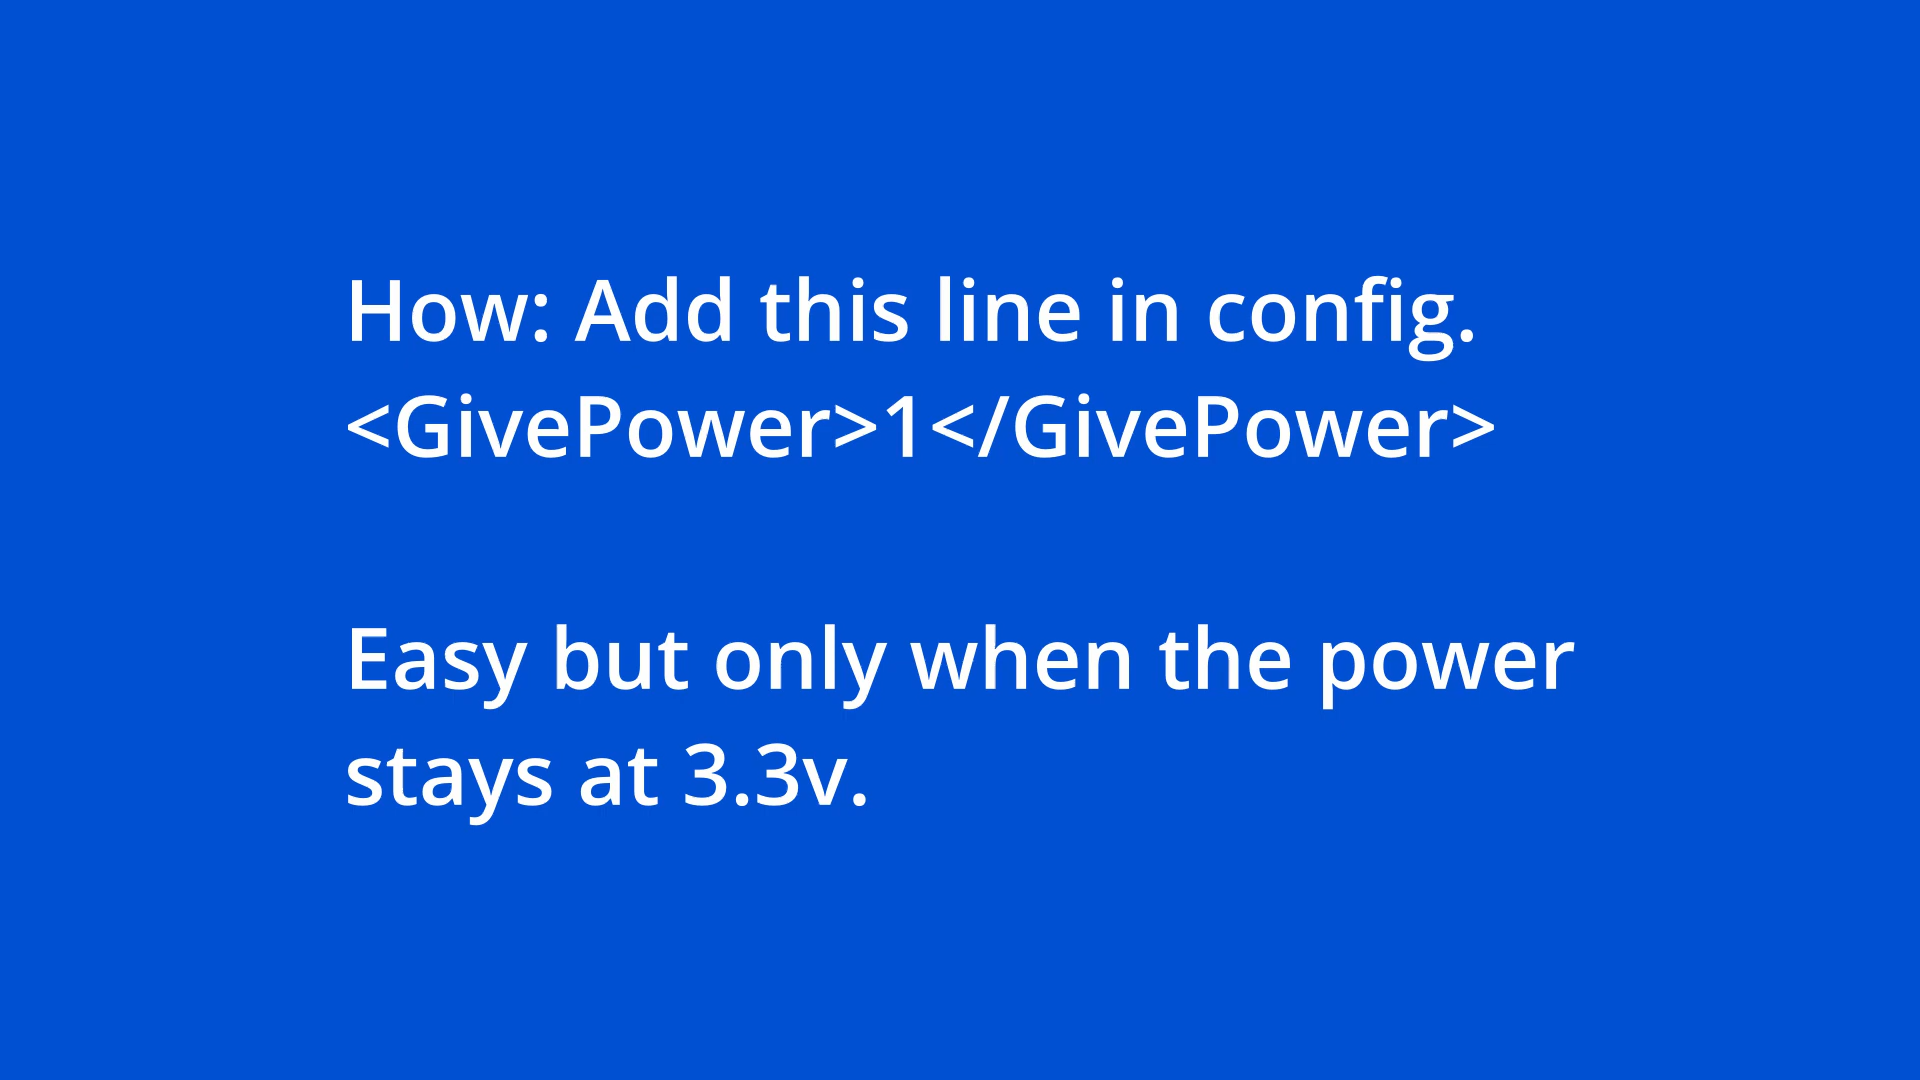 How: Add this line in config.
<GivePower>1</GivePower>
Easy but only when the power
stays at 3.3v.